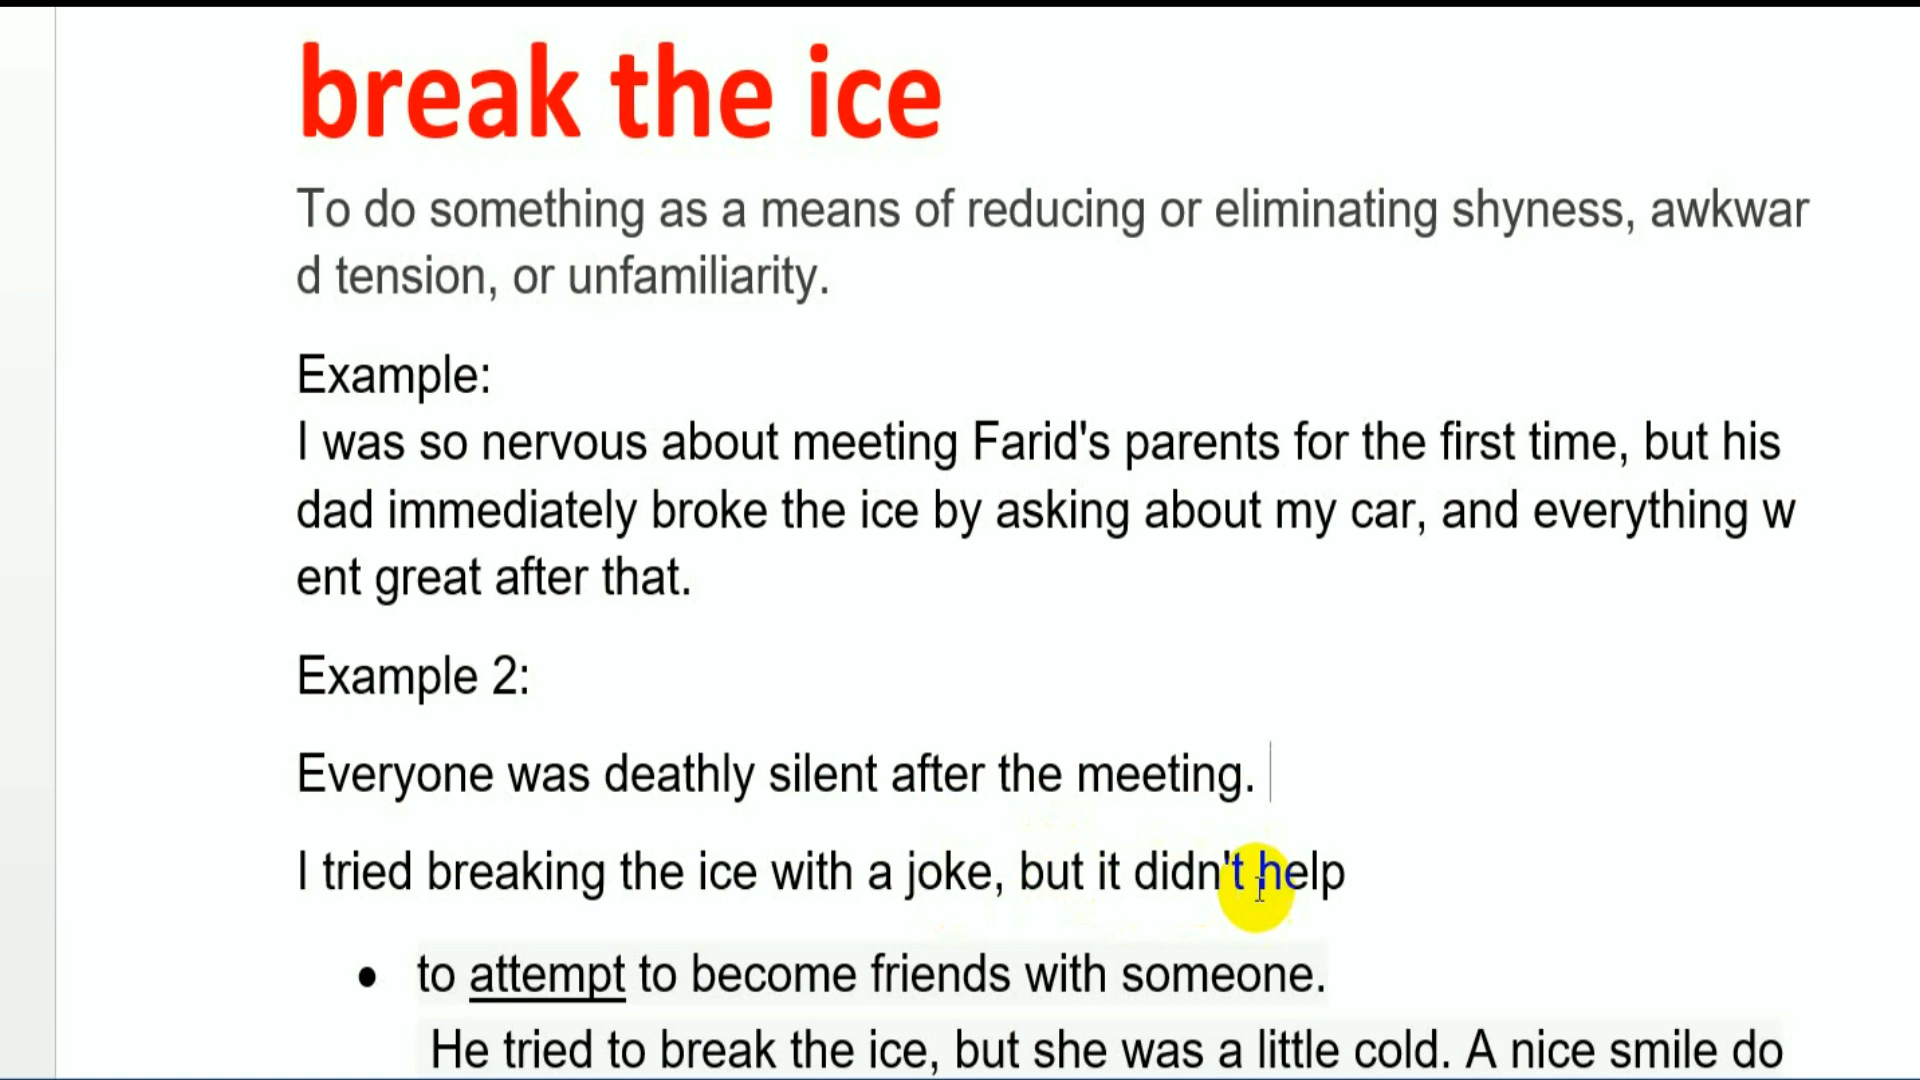 break the ice
To do something as a means of reducing or eliminating shyness, awkwar
d tension, or unfamiliarity.
Example:
I was so nervous about meeting Farid's parents for the first time, but his
dad immediately broke the ice by asking about my car, and everything w
ent great after that.
Example 2:
Everyone was deathly silent after the meeting.
I tried breaking the ice with a joke, but it didn't help
• to attempt to become friends with someone.
He tried to break the ice, but she was a little cold. A nice smile do